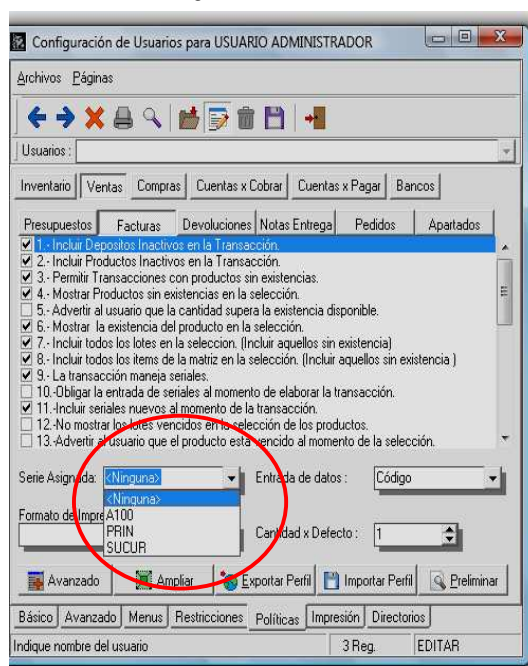 Configuración de Usuarios para USUARIO ADMINISTRADOR
Archivos Páginas
Usuarios :
Inventario Ventas Compras Cuentas x Cobrar Cuentas x Pagar Bancos
Presupuestos Facturas Devoluciones Notas Entrega Pedidos Apartados
1.- Incluir Depositos Inactivos en la Transacción.
2.- Incluir Productos Inactivos en la Transacción.
3.- Permitir Transacciones con productos sin existencias.
4.- Mostrar Productos sin existencias en la selección.
5.- Advertir al usuario que la cantidad supera la existencia disponible.
6.- Mostrar la existencia del producto en la selección.
7.- Incluir todos los lotes en la seleccion. (Incluir aquellos sin existencia)
8.- Incluir todos los items de la matriz en la selección. (Incluir aquellos sin existencia )
9.- La transacción maneja seriales.
10.-Obligar la entrada de seriales al momento de elaborar la transacción.
11.-Incluir seriales nuevos al momento de la transacción.
12.-No mostrar los lotes vencidos en la selección de los productos.
13.-Advertir al usuario que el producto está vencido al momento de la selección.
Serie Asignada: <Ninguna> Entrada de datos : Código
<Ninguna>
Formato de Impre A100
PRIN Cantidad x Defecto : 1
SUCUR
Avanzado Ampliar Exportar Perfil Importar Perfil Preliminar
Básico Avanzado Menus Restricciones Políticas Impresión Directorios
Indique nombre del usuario 3 Reg. EDITAR